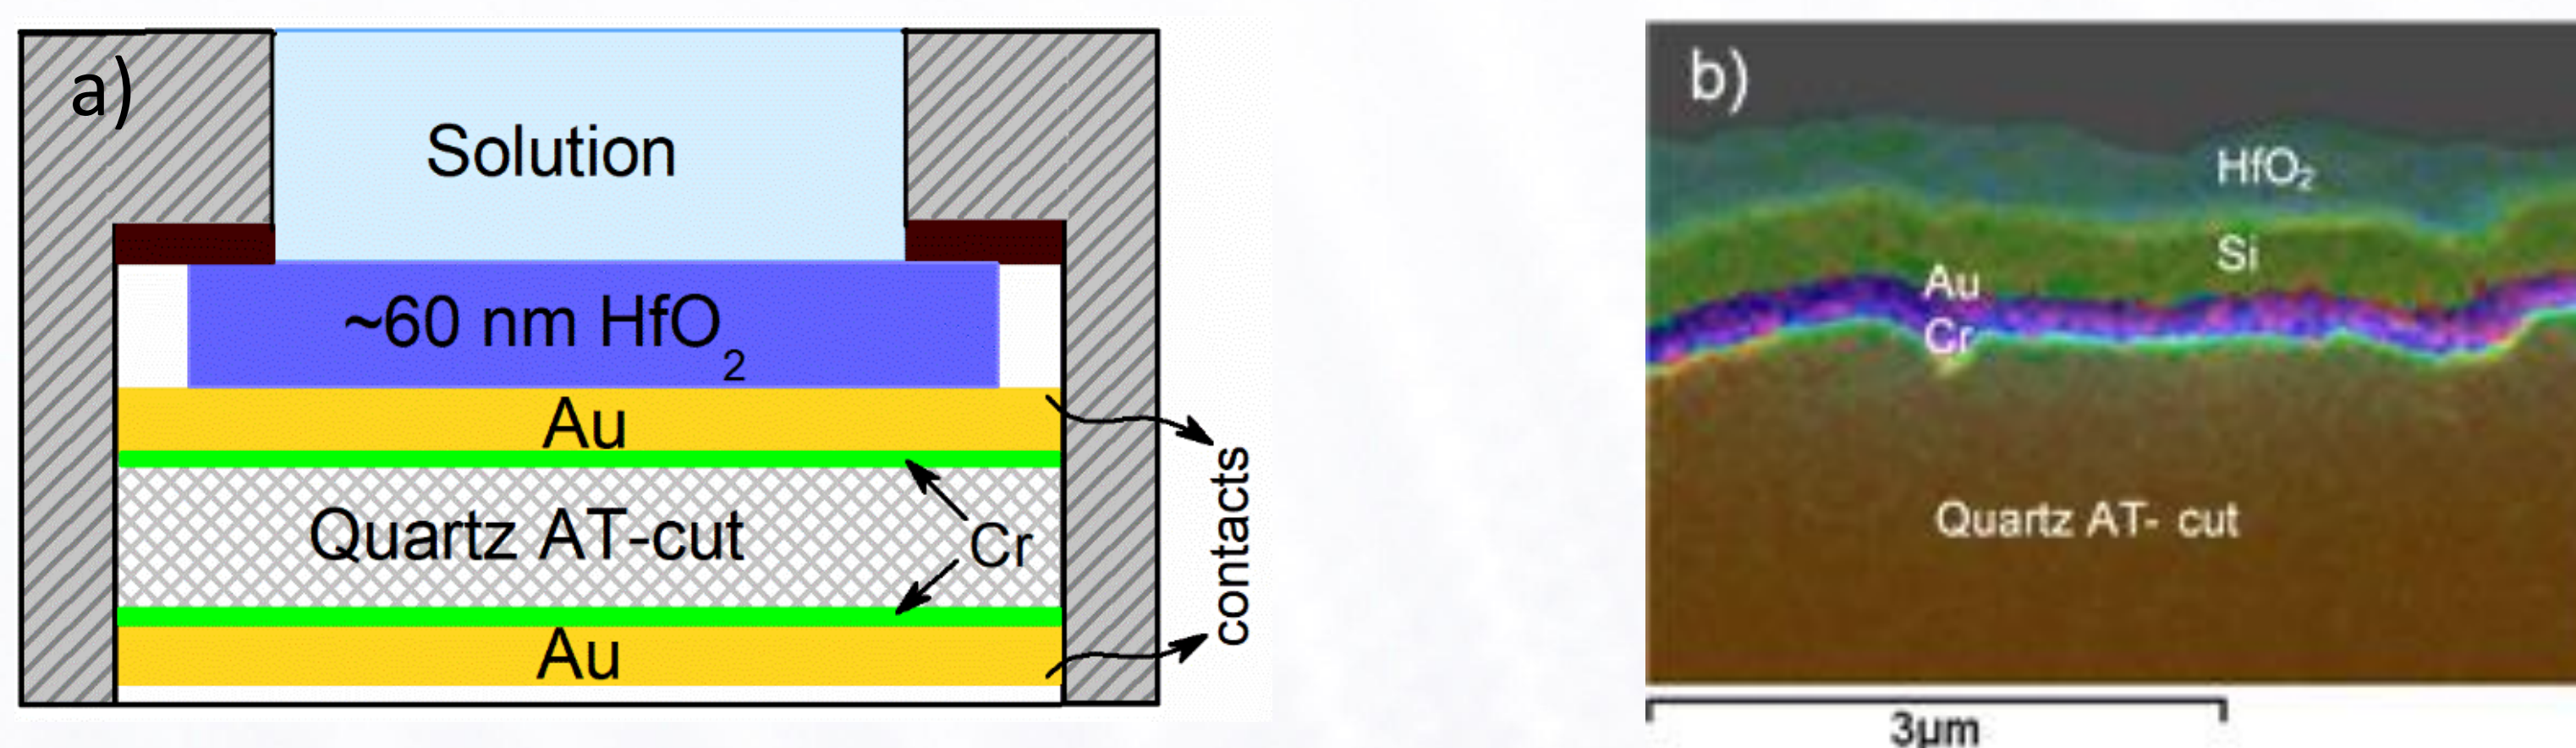 a)
Solution
~60 nm HfO₂
Au
Quartz AT-cut
Cr
Au
contacts
b)
HfO₂
Si
Au
Cr
Quartz AT- cut
3µm